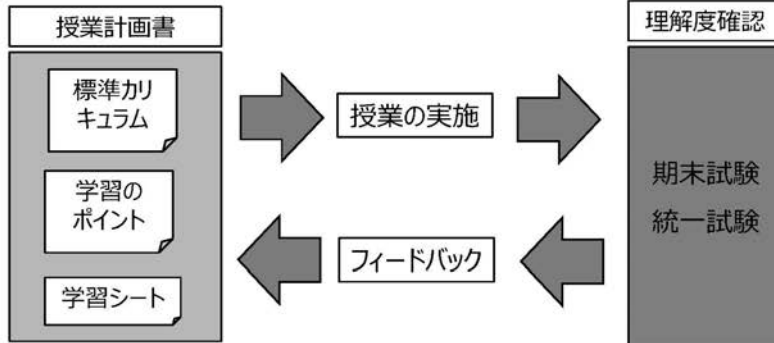 授業計画書
標準カリ
キュラム
学習の
ポイント
学習シート
授業の実施
フィードバック
理解度確認
期末試験
統一試験